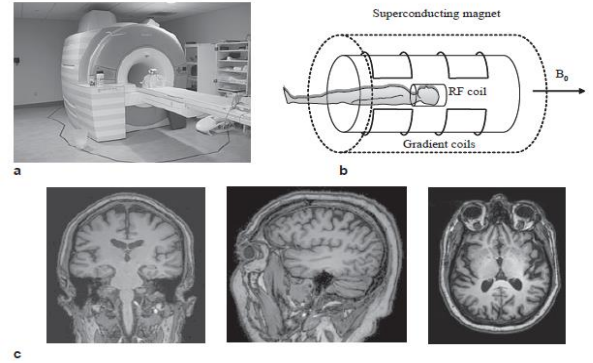 Superconducting magnet
B₀
RF coil
Gradient coils
a
b
c